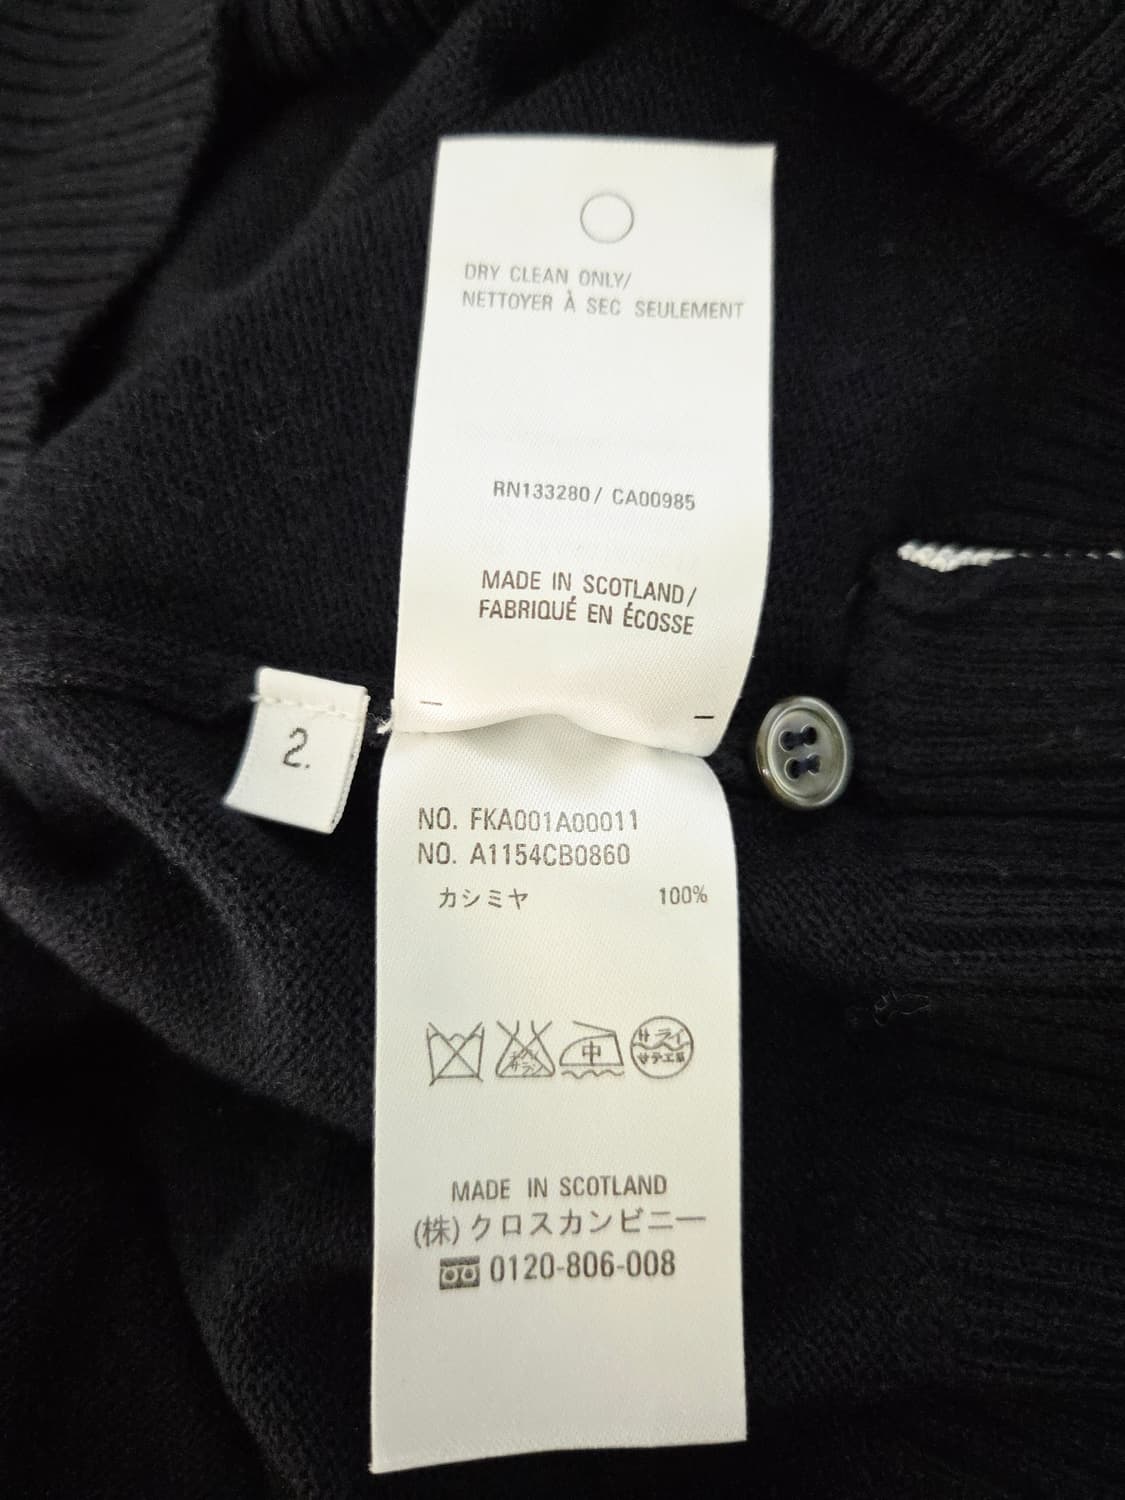 DRY CLEAN ONLY/
NETTOYER À SEC SEULEMENT
RN133280/ CA00985
MADE IN SCOTLAND/
FABRIQUÉ EN ÉCOSSE
2.
NO. FKA001A00011
NO. A1154CB0860
カシミヤ 100%
中
MADE IN SCOTLAND
(株)クロスカンビニー
0120-806-008